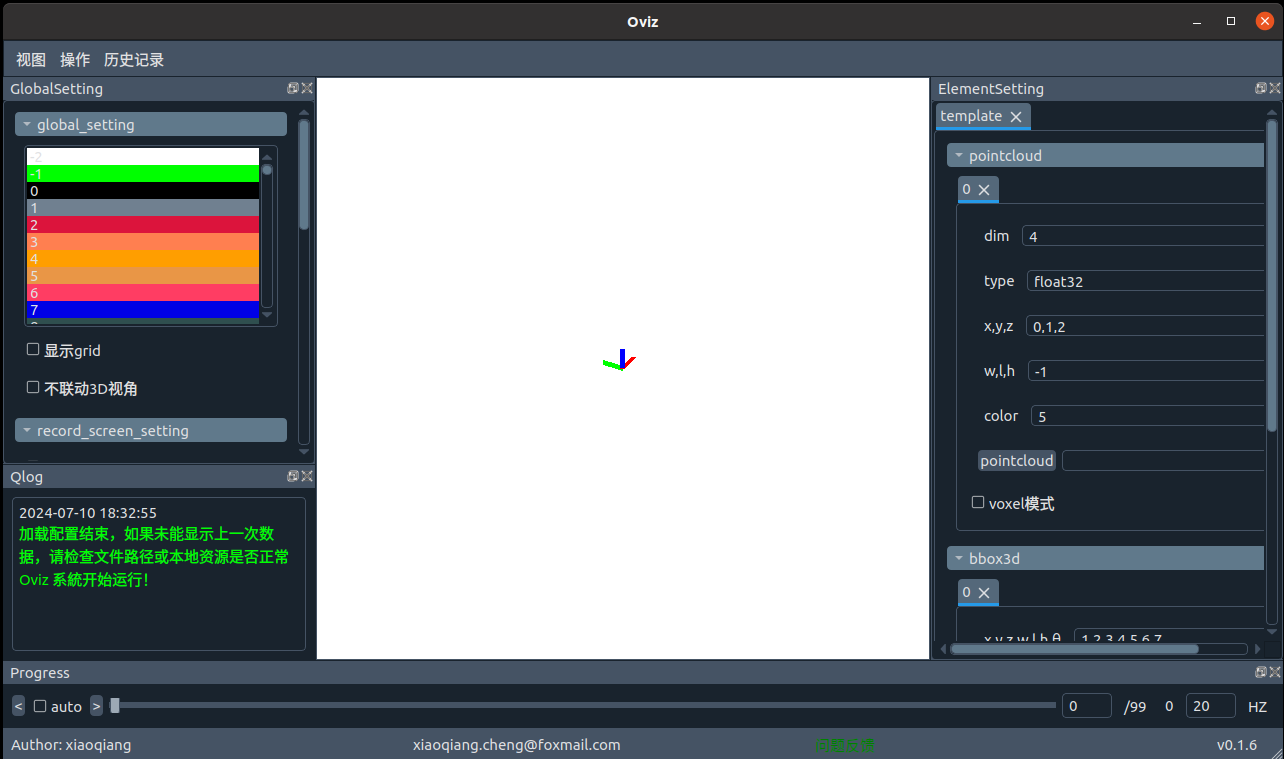 Oviz
视图 操作 历史记录
GlobalSetting
global_setting
-2
-1
0
1
2
3
4
5
6
7
显示grid
不联动3D视角
record_screen_setting
Qlog
2024-07-10 18:32:55
加载配置结束，如果未能显示上一次数
据，请检查文件路径或本地资源是否正常
Oviz 系統开始运行！
ElementSetting
template
pointcloud
0
dim 4
type float32
x,y,z 0,1,2
w,l,h -1
color 5
pointcloud
voxel模式
bbox3d
0
x,y,z,w,l,h,θ 1,2,3,4,5,6,7
Progress
< auto > 0 /99 0 20 HZ
Author: xiaoqiang xiaoqiang.cheng@foxmail.com v0.1.6